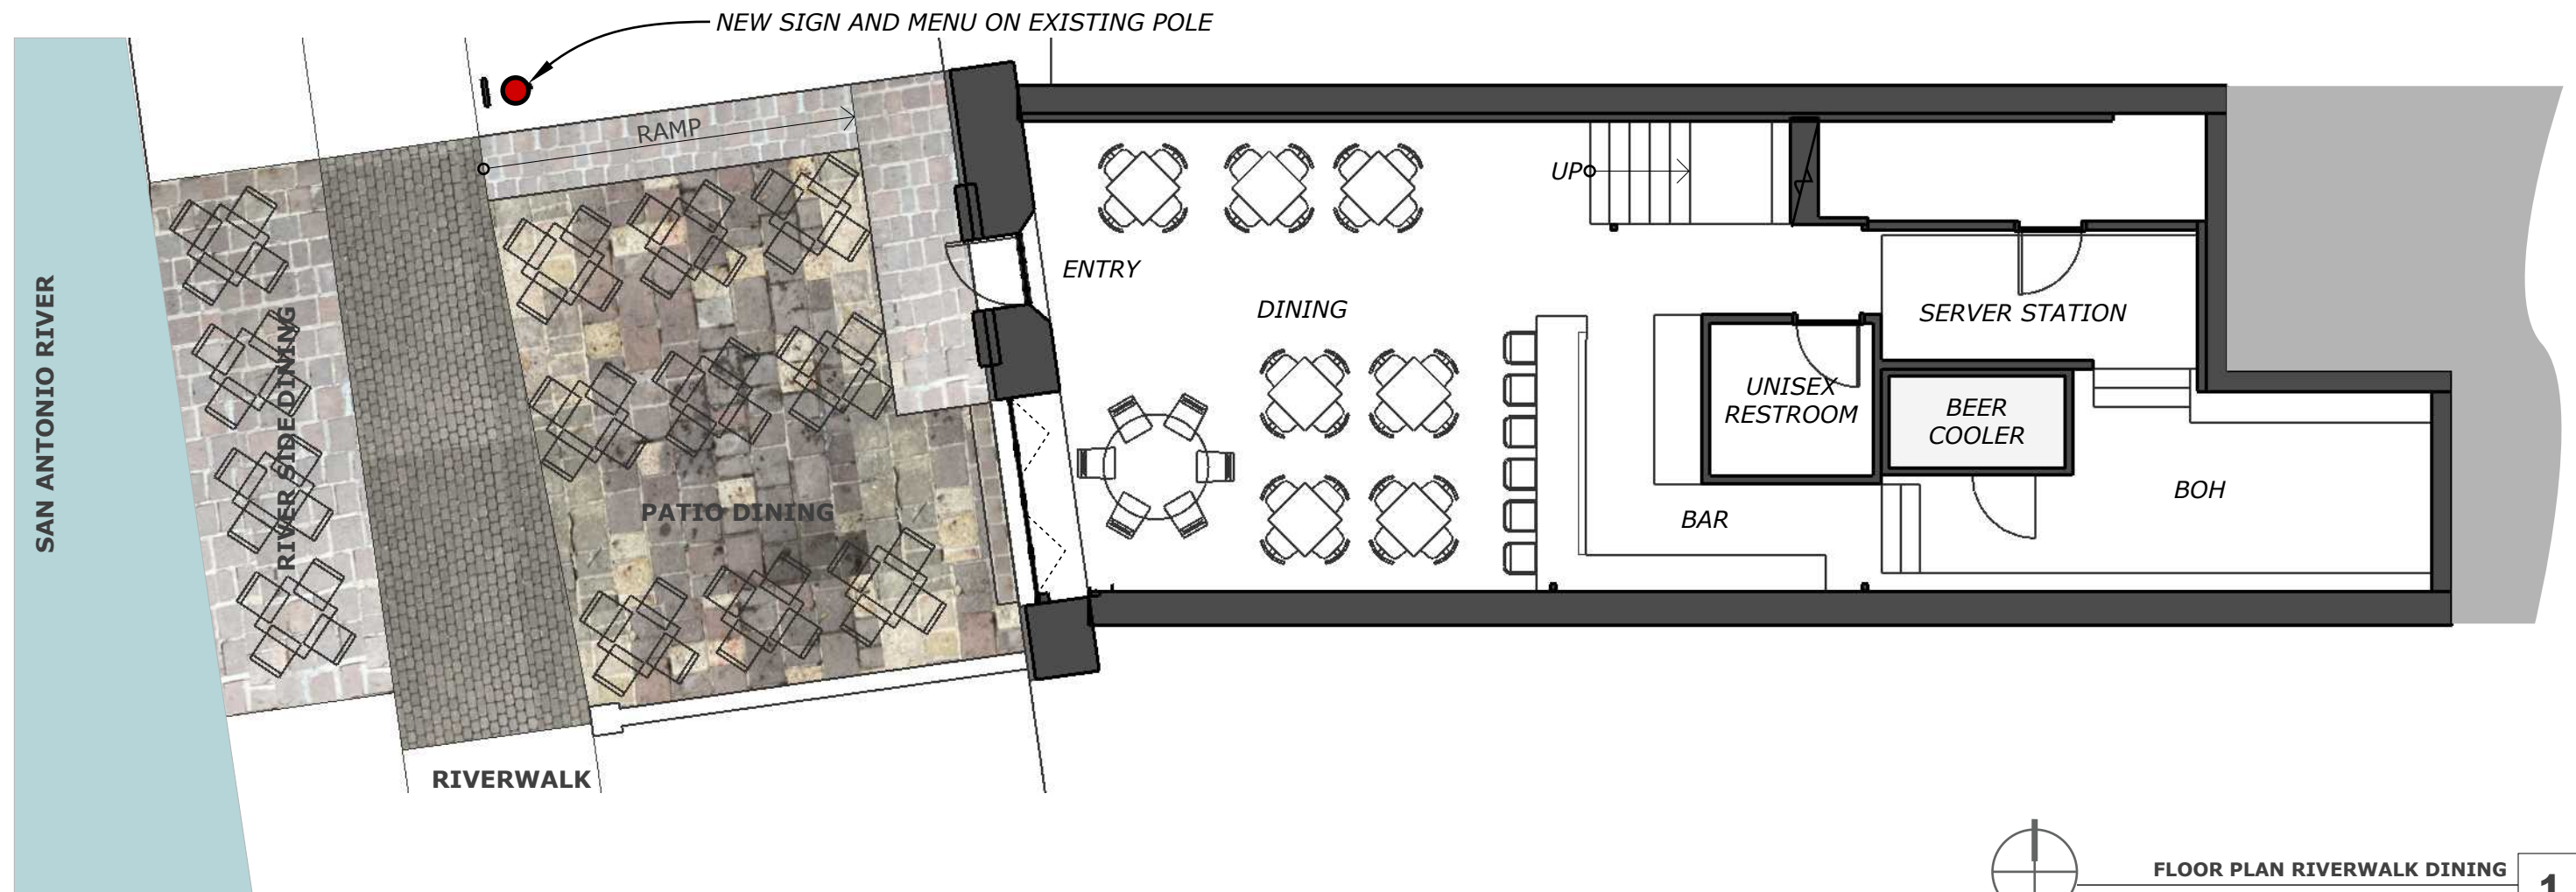 NEW SIGN AND MENU ON EXISTING POLE
RAMP
UP
ENTRY
DINING
SERVER STATION
SAN ANTONIO RIVER
RIVER SIDE DINING
UNISEX
RESTROOM
BEER
COOLER
PATIO DINING
BAR
BOH
RIVERWALK
FLOOR PLAN RIVERWALK DINING
1